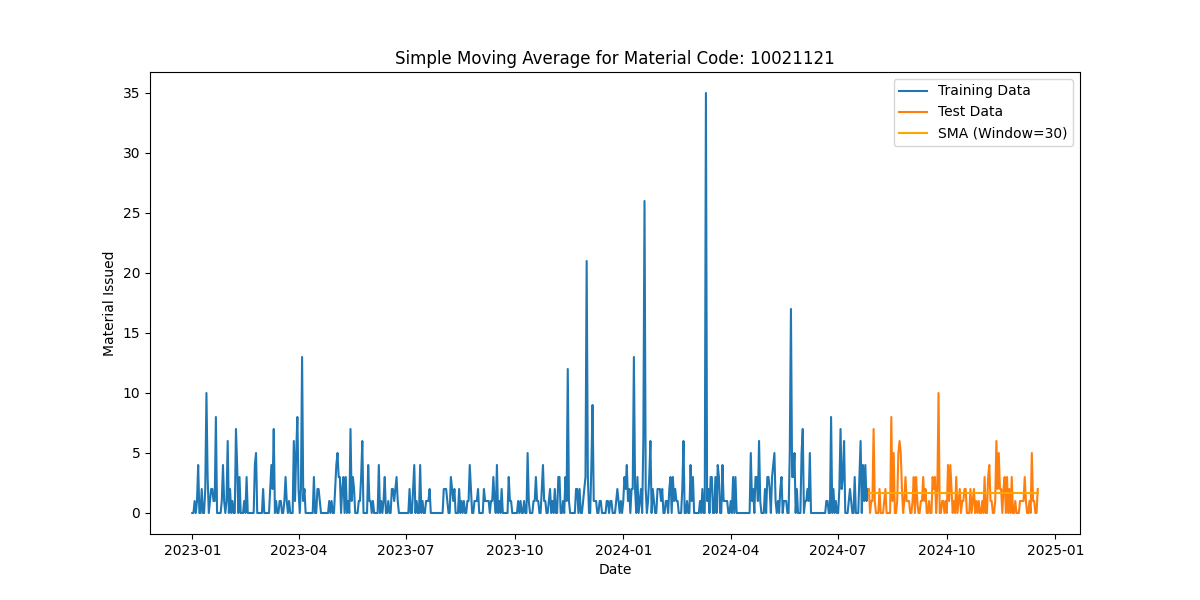 Simple Moving Average for Material Code: 10021121
Training Data
Test Data
SMA (Window=30)
Material Issued
35
30
25
20
15
10
5
0
2023-01 2023-04 2023-07 2023-10 2024-01 2024-04 2024-07 2024-10 2025-01
Date